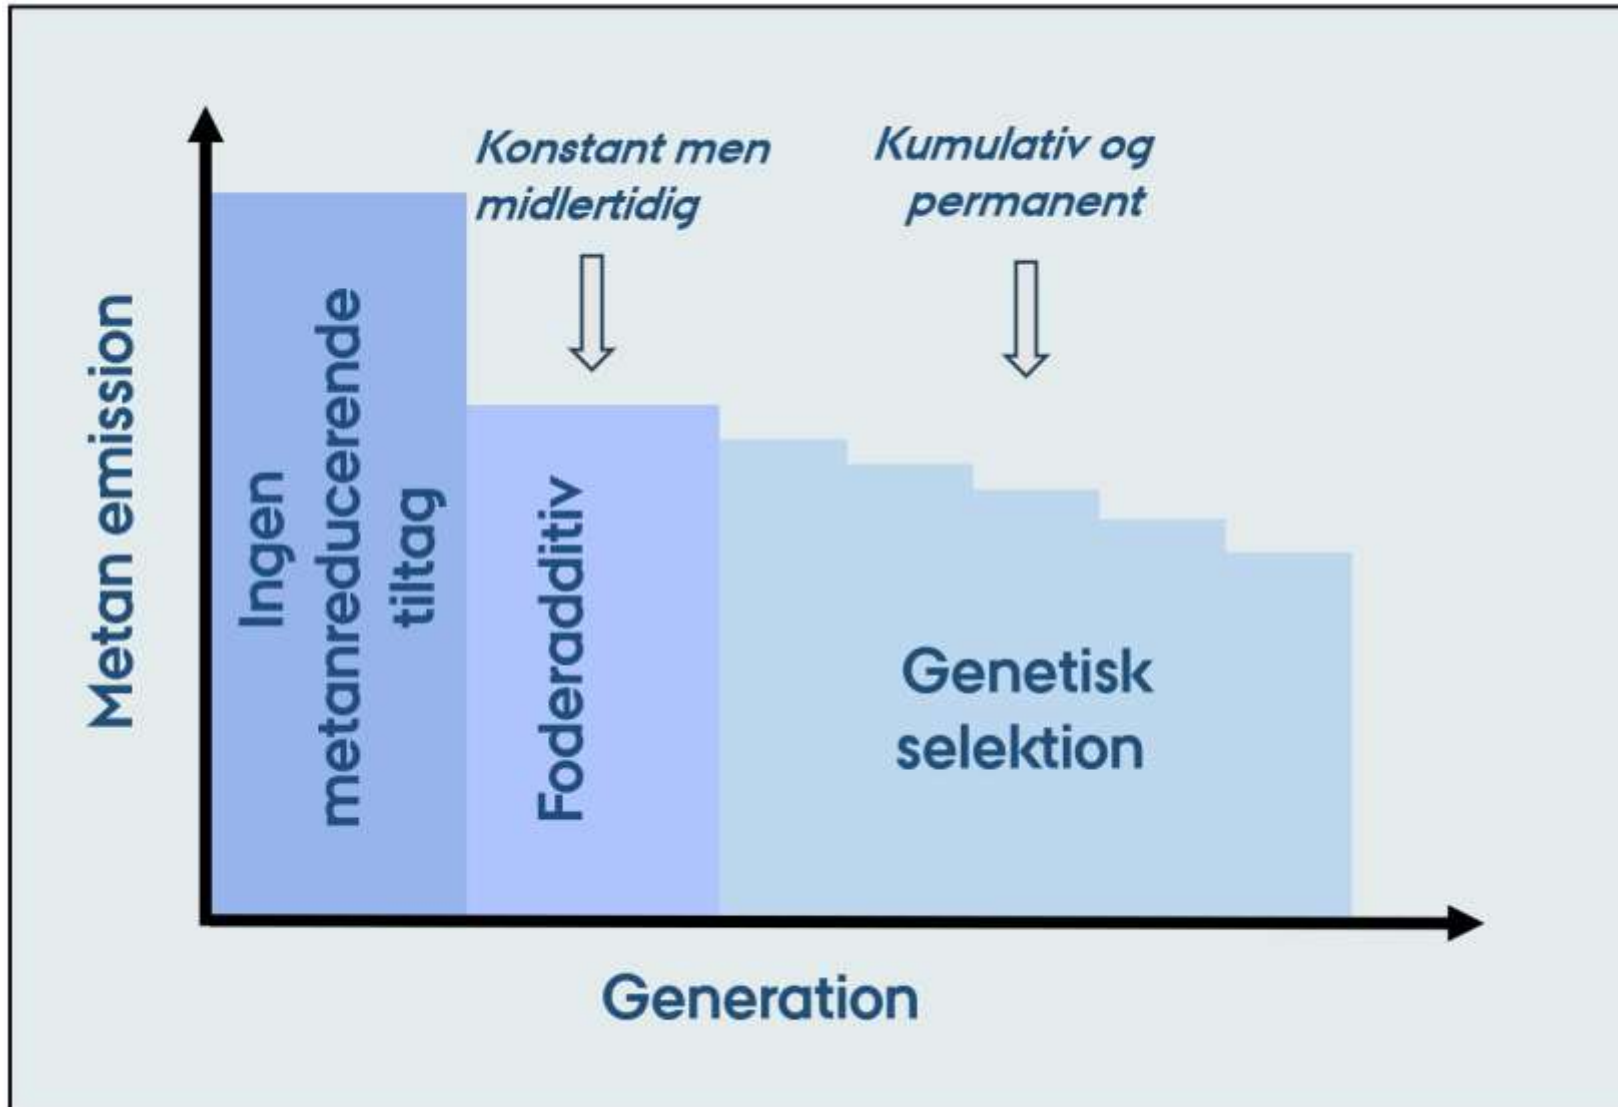 Konstant men
midlertidig
Kumulativ og
permanent
Metan emission
Ingen
metanreducerende
tiltag
Foderadditiv
Genetisk
selektion
Generation